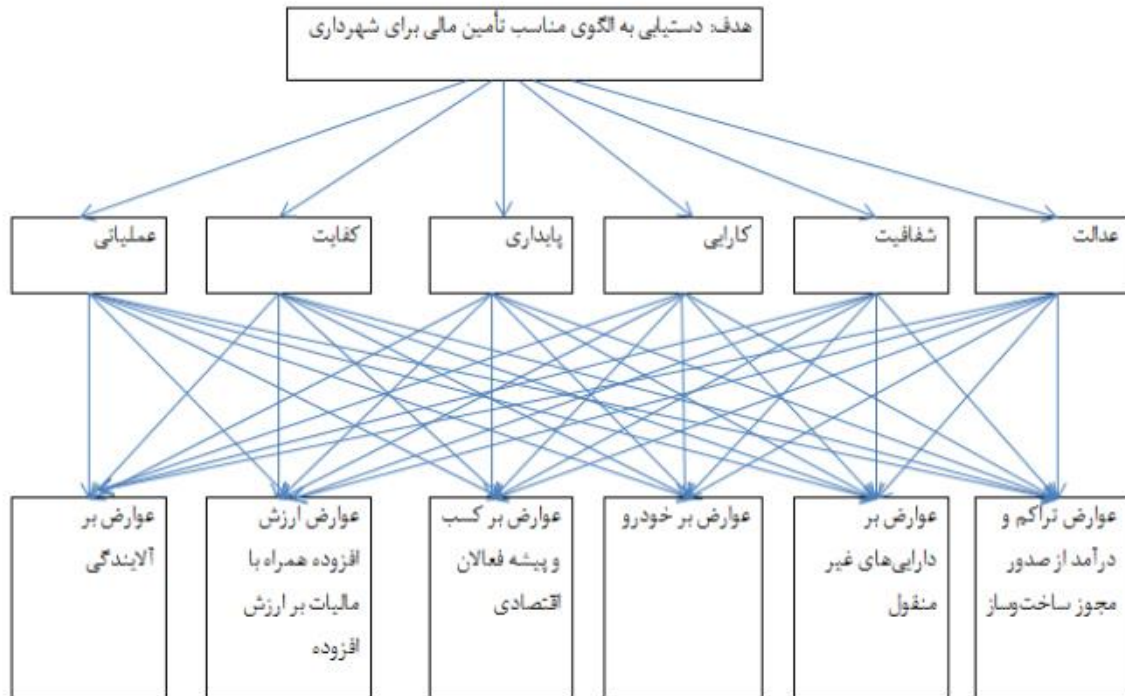 هدف: دستیابی به الگوی مناسب تأمین مالی برای شهرداری
عدالت
شفافیت
کارایی
پایداری
کفایت
عملیاتی
عوارض تراکم و
درآمد از صدور
مجوز ساخت‌وساز
عوارض بر
دارایی‌های غیر
منقول
عوارض بر خودرو
عوارض بر کسب
و پیشه فعالان
اقتصادی
عوارض ارزش
افزوده همراه با
مالیات بر ارزش
افزوده
عوارض بر
آلایندگی